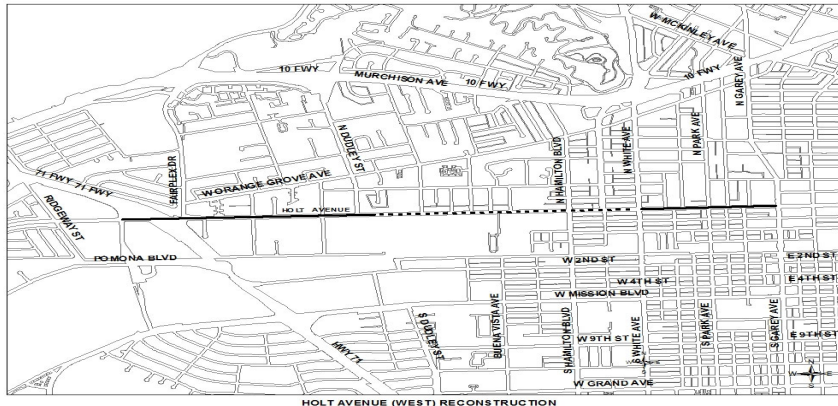 W MCKINLEY AVE
10 FWY
MURCHISON AVE
10 FWY
10 FWY
N GAREY AVE
N DUDLEY ST
N HAMILTON BLVD
N WHITE AVE
N PARK AVE
FAIRPLEX DR
71 FWY 71 FWY
W ORANGE GROVE AVE
RIDGEWAY ST
HOLT AVENUE
POMONA BLVD
W 2ND ST
E 2ND ST
W 4TH ST
E 4TH ST
W MISSION BLVD
BUENA VISTA AVE
S DUDLEY ST
HWY 71
S HAMILTON BLVD
S WHITE AVE
S PARK AVE
S GAREY AVE
W 9TH ST
E 9TH ST
W GRAND AVE
N
W E
S
HOLT AVENUE (WEST) RECONSTRUCTION